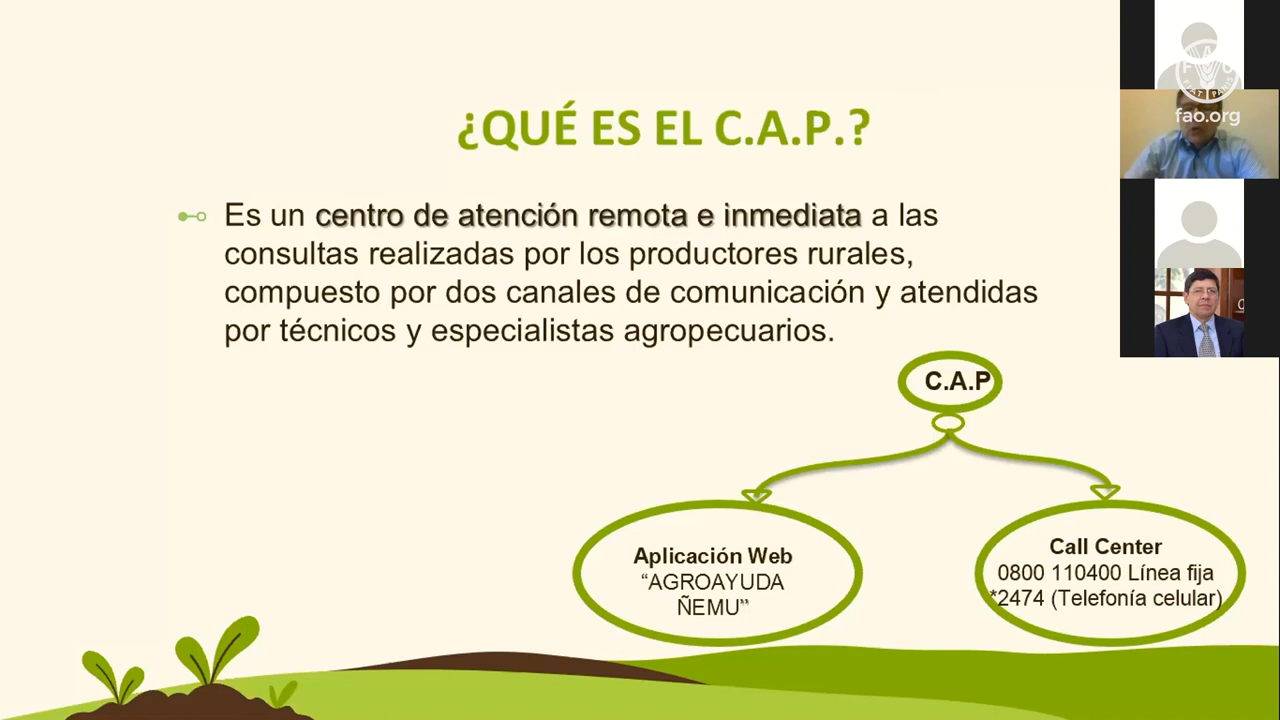 ¿QUÉ ES EL C.A.P.?
Es un centro de atención remota e inmediata a las
consultas realizadas por los productores rurales,
compuesto por dos canales de comunicación y atendidas
por técnicos y especialistas agropecuarios.
C.A.P
Aplicación Web
“AGROAYUDA
ÑEMU”
Call Center
0800 110400 Línea fija
*2474 (Telefonía celular)
fao.org